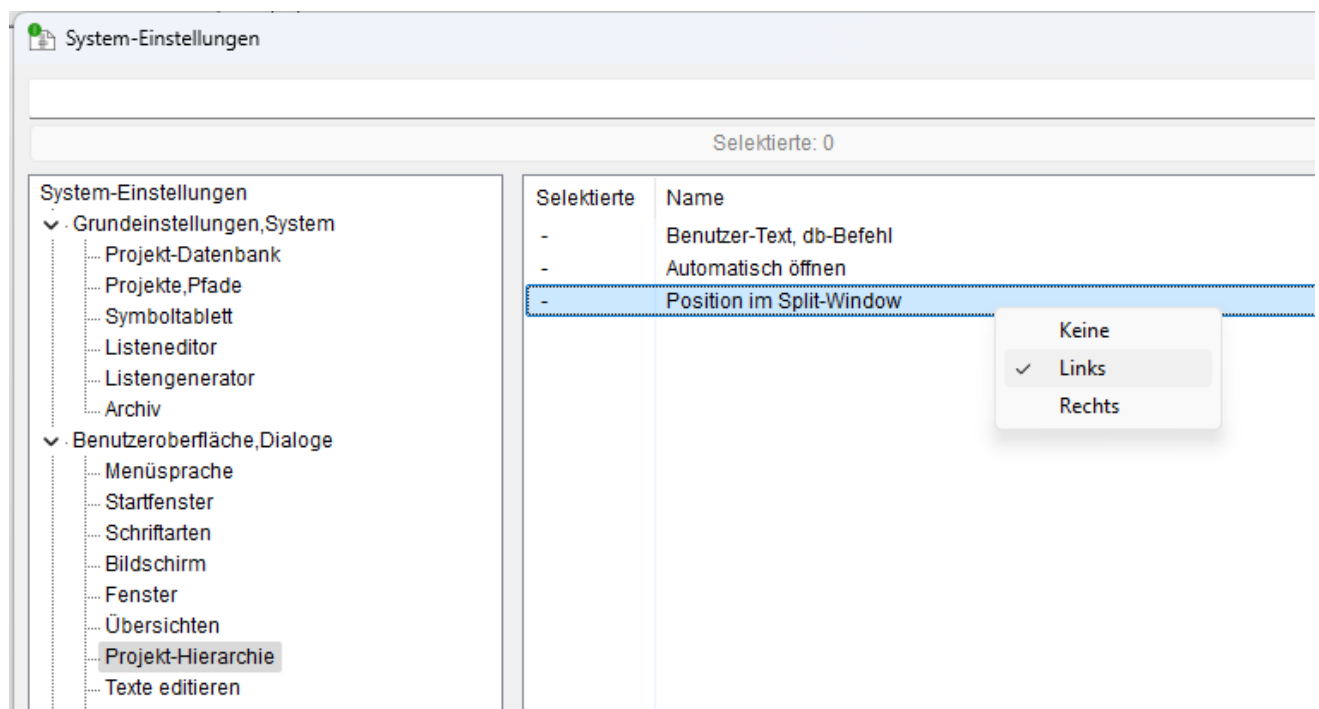 System-Einstellungen
Selektierte: 0
System-Einstellungen
Grundeinstellungen,System
Projekt-Datenbank
Projekte,Pfade
Symboltablett
Listeneditor
Listengenerator
Archiv
Benutzeroberfläche,Dialoge
Menüsprache
Startfenster
Schriftarten
Bildschirm
Fenster
Übersichten
Projekt-Hierarchie
Texte editieren
Selektierte Name
- Benutzer-Text, db-Befehl
- Automatisch öffnen
- Position im Split-Window
Keine
Links
Rechts